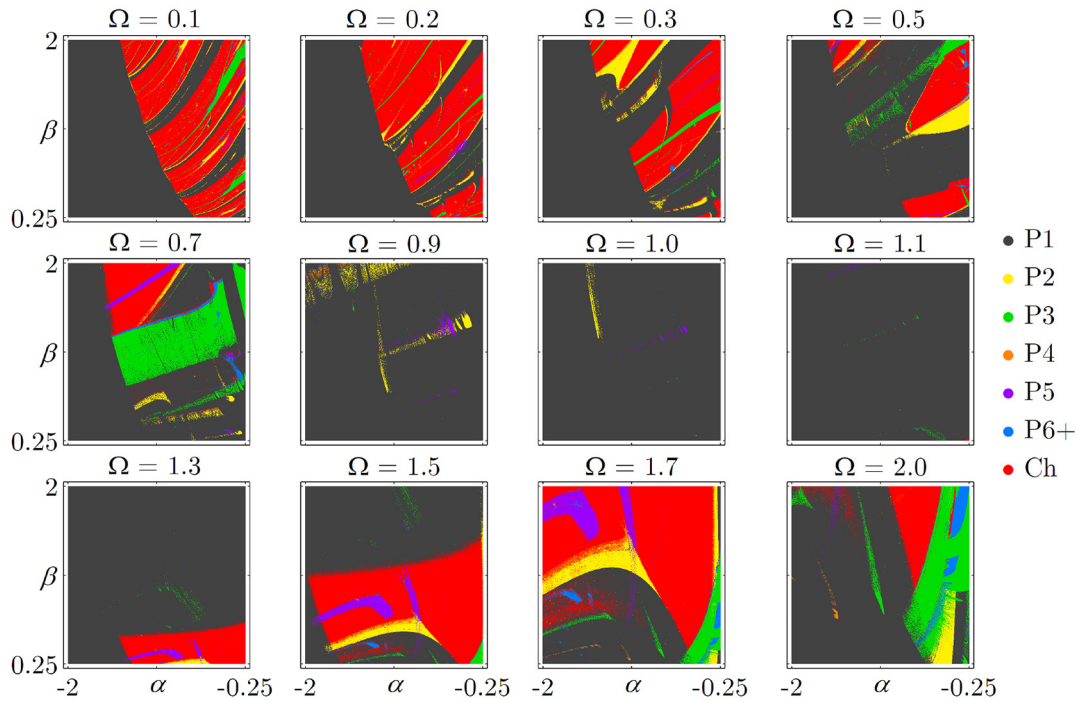 Ω = 0.1 Ω = 0.2 Ω = 0.3 Ω = 0.5
2
β
0.25
Ω = 0.7 Ω = 0.9 Ω = 1.0 Ω = 1.1
2
β
0.25
Ω = 1.3 Ω = 1.5 Ω = 1.7 Ω = 2.0
2
β
0.25
-2 α -0.25 -2 α -0.25 -2 α -0.25 -2 α -0.25
P1
P2
P3
P4
P5
P6+
Ch